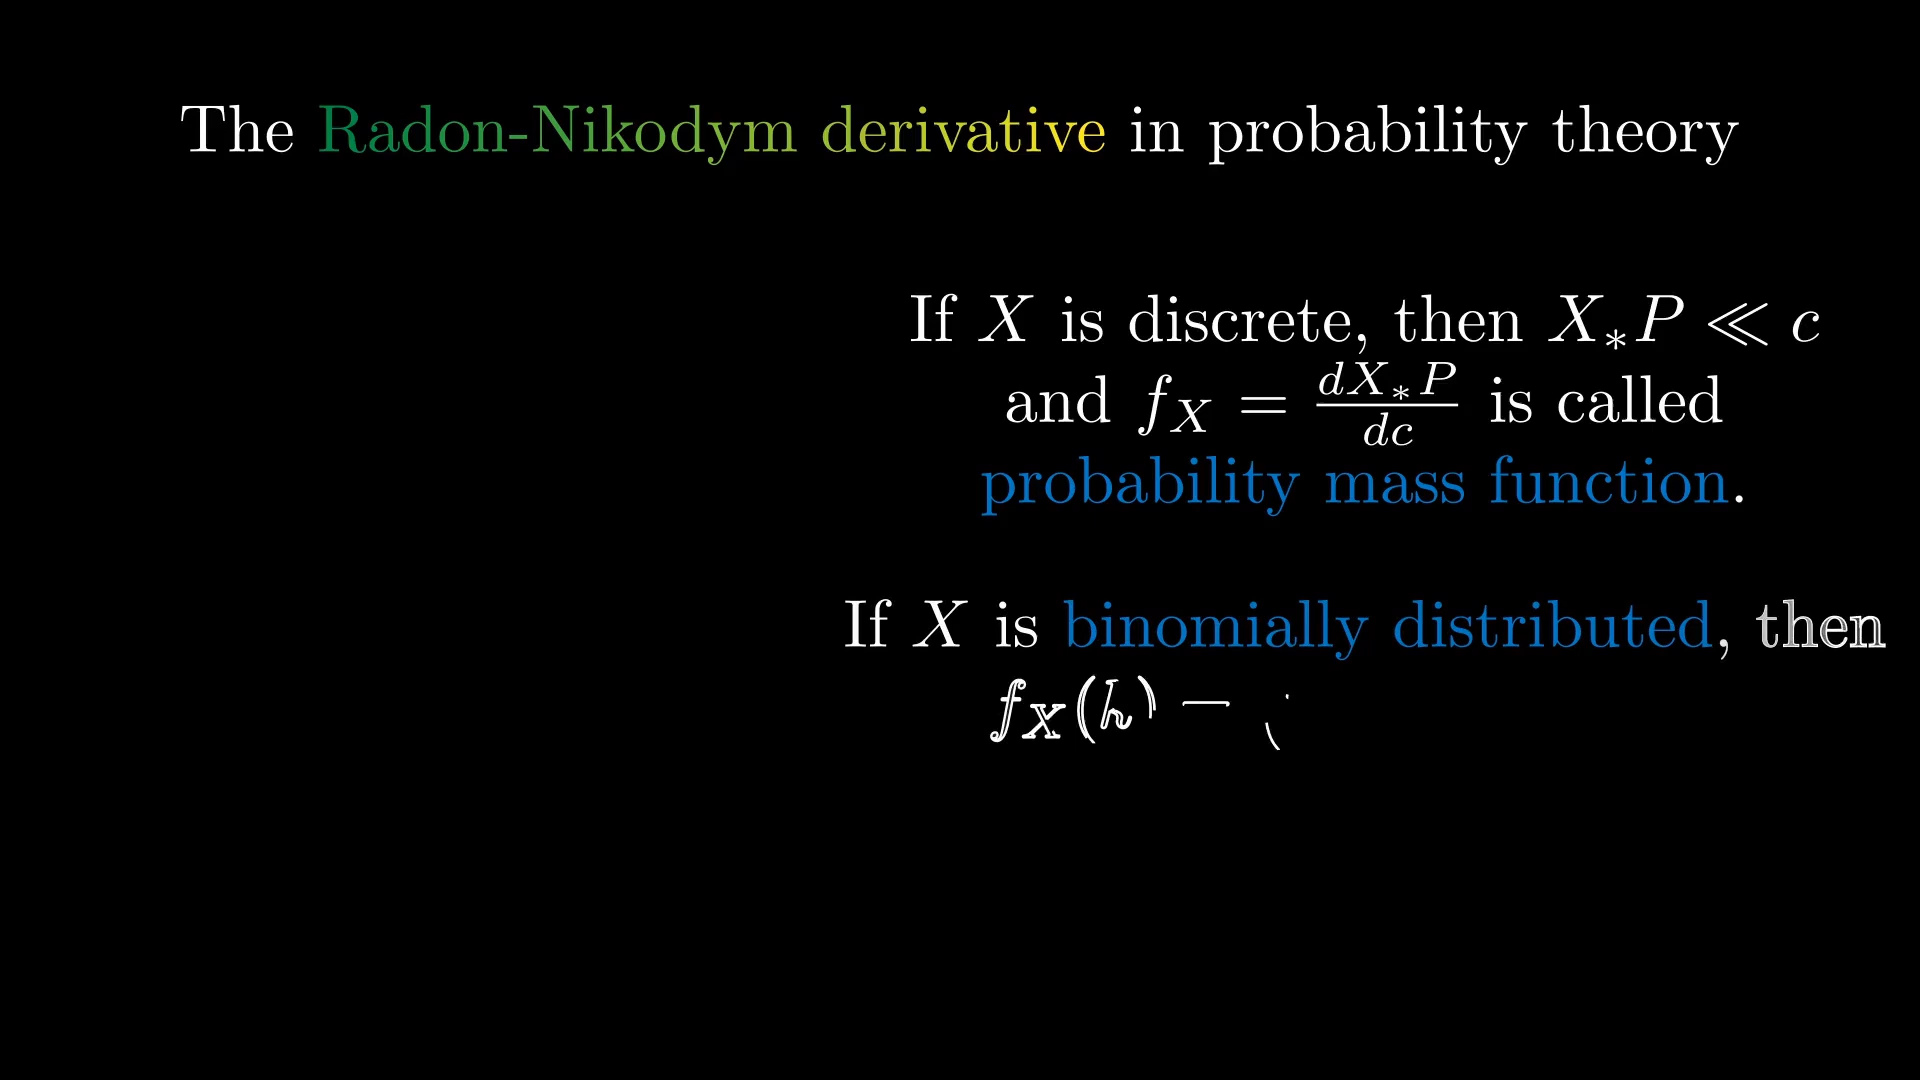 The Radon-Nikodym derivative in probability theory
If X is discrete, then X_*P ≪ c
and f_X = \frac{dX_*P}{dc} is called
probability mass function.
If X is binomially distributed, then
f_X(